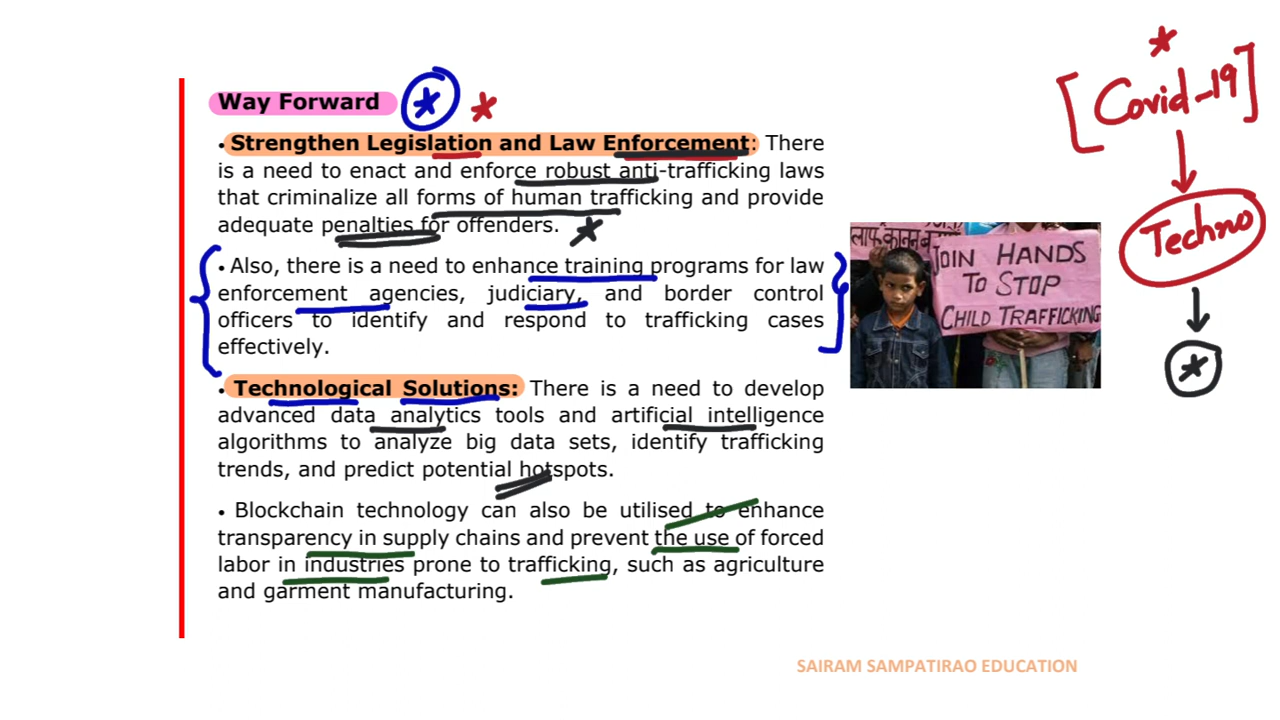 Way Forward
• Strengthen Legislation and Law Enforcement: There
is a need to enact and enforce robust anti-trafficking laws
that criminalize all forms of human trafficking and provide
adequate penalties for offenders.
• Also, there is a need to enhance training programs for law
enforcement agencies, judiciary, and border control
officers to identify and respond to trafficking cases
effectively.
• Technological Solutions: There is a need to develop
advanced data analytics tools and artificial intelligence
algorithms to analyze big data sets, identify trafficking
trends, and predict potential hotspots.
• Blockchain technology can also be utilised to enhance
transparency in supply chains and prevent the use of forced
labor in industries prone to trafficking, such as agriculture
and garment manufacturing.
[Covid-19]
Techno
JOIN HANDS
TO STOP
CHILD TRAFFICKING
SAIRAM SAMPATIRAO EDUCATION